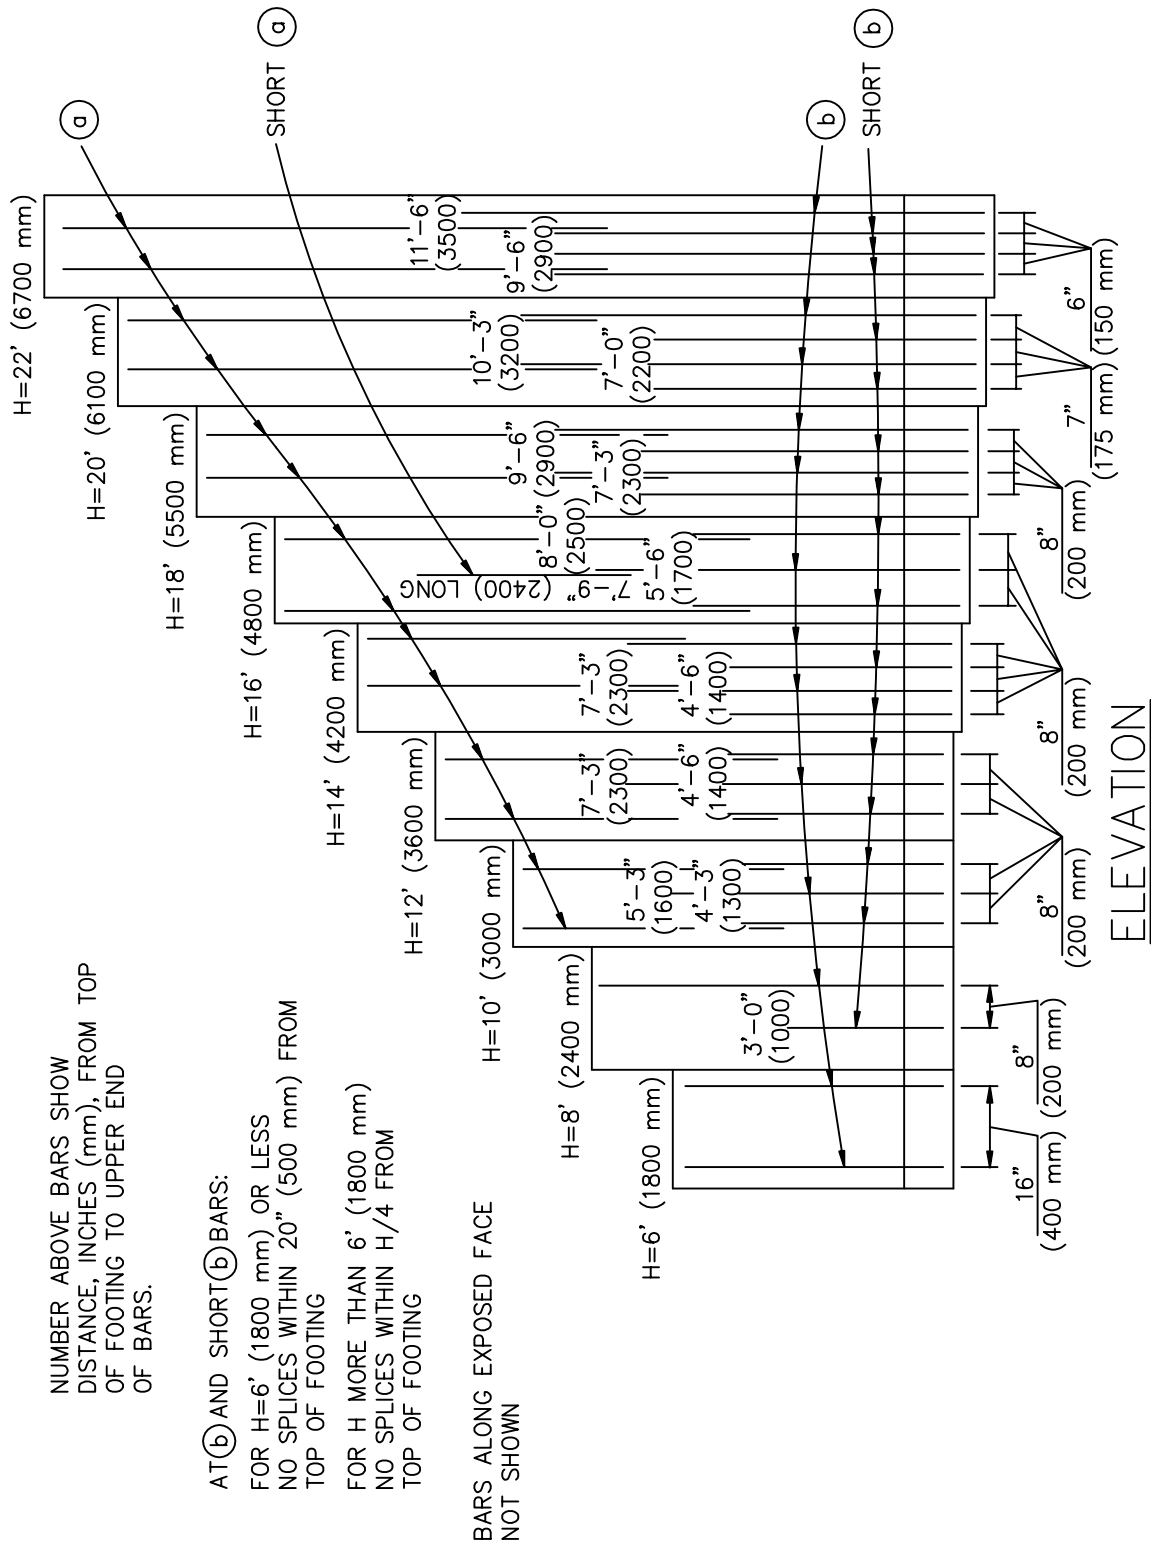 NUMBER ABOVE BARS SHOW
DISTANCE, INCHES (mm), FROM TOP
OF FOOTING TO UPPER END
OF BARS.
AT (b) AND SHORT (b) BARS:
FOR H=6' (1800 mm) OR LESS
NO SPLICES WITHIN 20" (500 mm) FROM
TOP OF FOOTING
FOR H MORE THAN 6' (1800 mm)
NO SPLICES WITHIN H/4 FROM
TOP OF FOOTING
BARS ALONG EXPOSED FACE
NOT SHOWN
H=6' (1800 mm)
H=8' (2400 mm)
H=10' (3000 mm)
H=12' (3600 mm)
H=14' (4200 mm)
H=16' (4800 mm)
H=18' (5500 mm)
H=20' (6100 mm)
H=22' (6700 mm)
a
SHORT a
b
SHORT b
3'-0"
(1000)
5'-3"
(1600)
4'-3"
(1300)
7'-3"
(2300)
4'-6"
(1400)
7'-3"
(2300)
4'-6"
(1400)
8'-0"
(2500)
7'-9" (2400) LONG
5'-6"
(1700)
9'-6"
(2900)
7'-3"
(2300)
10'-3"
(3200)
7'-0"
(2200)
11'-6"
(3500)
9'-6"
(2900)
16"
(400 mm)
8"
(200 mm)
8"
(200 mm)
8"
(200 mm)
8"
(200 mm)
7"
(175 mm)
6"
(150 mm)
ELEVATION